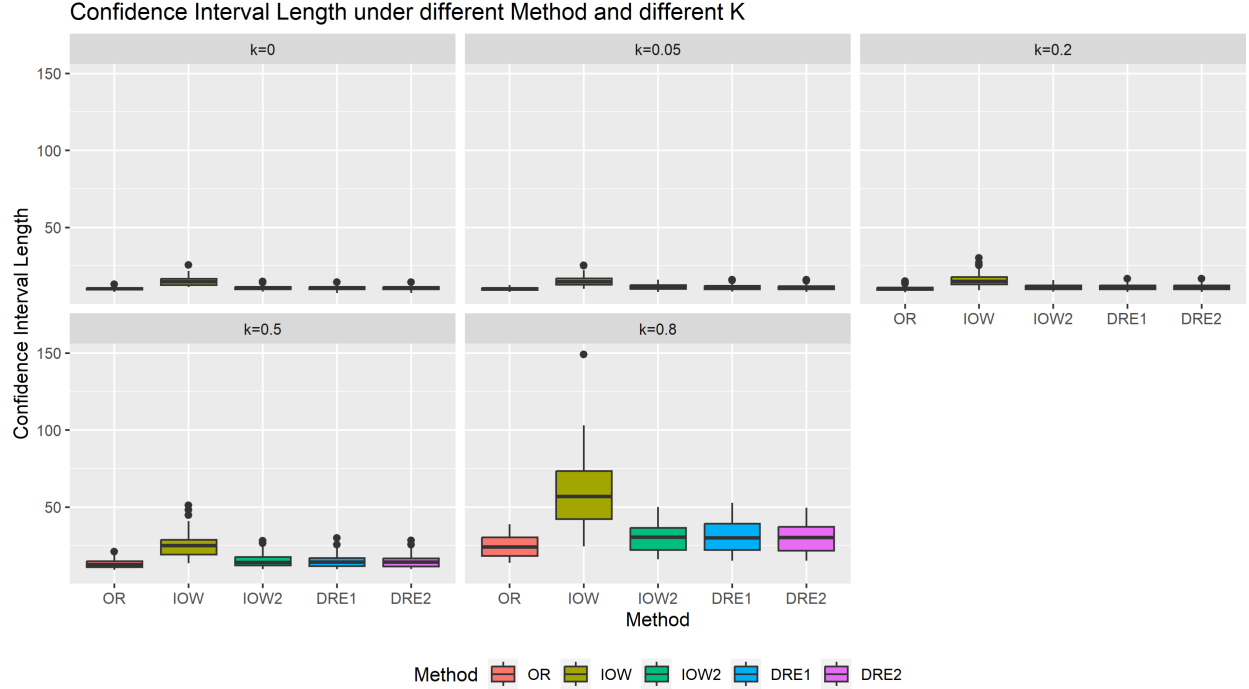 Confidence Interval Length under different Method and different K
k=0
k=0.05
k=0.2
150
100
50
OR IOW IOW2 DRE1 DRE2
k=0.5
k=0.8
150
100
50
OR IOW IOW2 DRE1 DRE2
OR IOW IOW2 DRE1 DRE2
Confidence Interval Length
Method
Method OR IOW IOW2 DRE1 DRE2